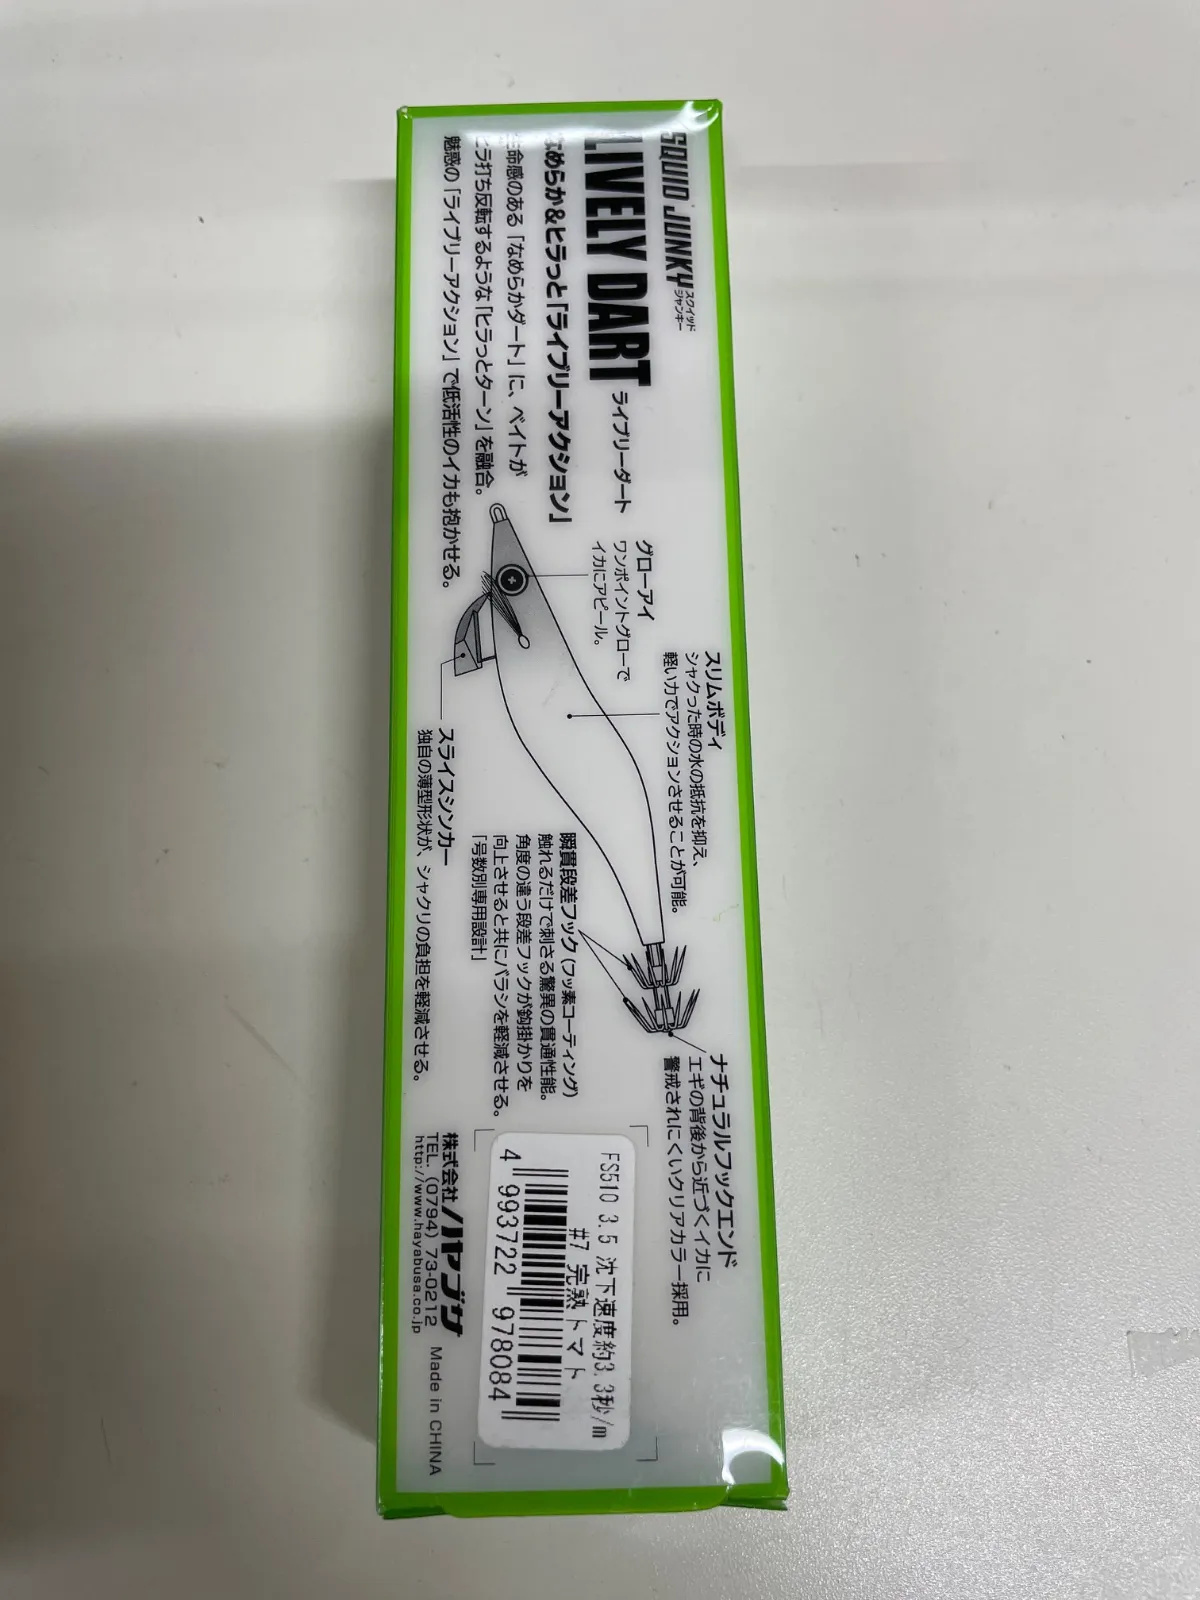 SQUID JUNKY スクイッド
ジャンキー
LIVELY DART ライブリーダート
なめらか&ヒラっと「ライブリーアクション」
生命感のある「なめらかダート」に、ベイトが
ヒラ打ち反転するような「ヒラっとターン」を融合。
魅惑の「ライブリーアクション」で低活性のイカも抱かせる。
グローアイ
ワンポイントグローで
イカにアピール。
スリムボディ
シャクった時の水の抵抗を抑え、
軽い力でアクションさせることが可能。
スライスシンカー
独自の薄型形状が、シャクリの負担を軽減させる。
瞬貫段差フック(フッ素コーティング)
触れるだけで刺さる驚異の貫通性能。
角度の違う段差フックが鈎掛かりを
向上させると共にバラシを軽減させる。
「号数別専用設計」
ナチュラルフックエンド
エギの背後から近づくイカに
警戒されにくいクリアカラー採用。
FS510 3.5 沈下速度約3.3秒/m
#7 完熟トマト
4 993722 978084
株式会社ハヤブサ
TEL. (0794) 73-0212
http://www.hayabusa.co.jp
Made in CHINA